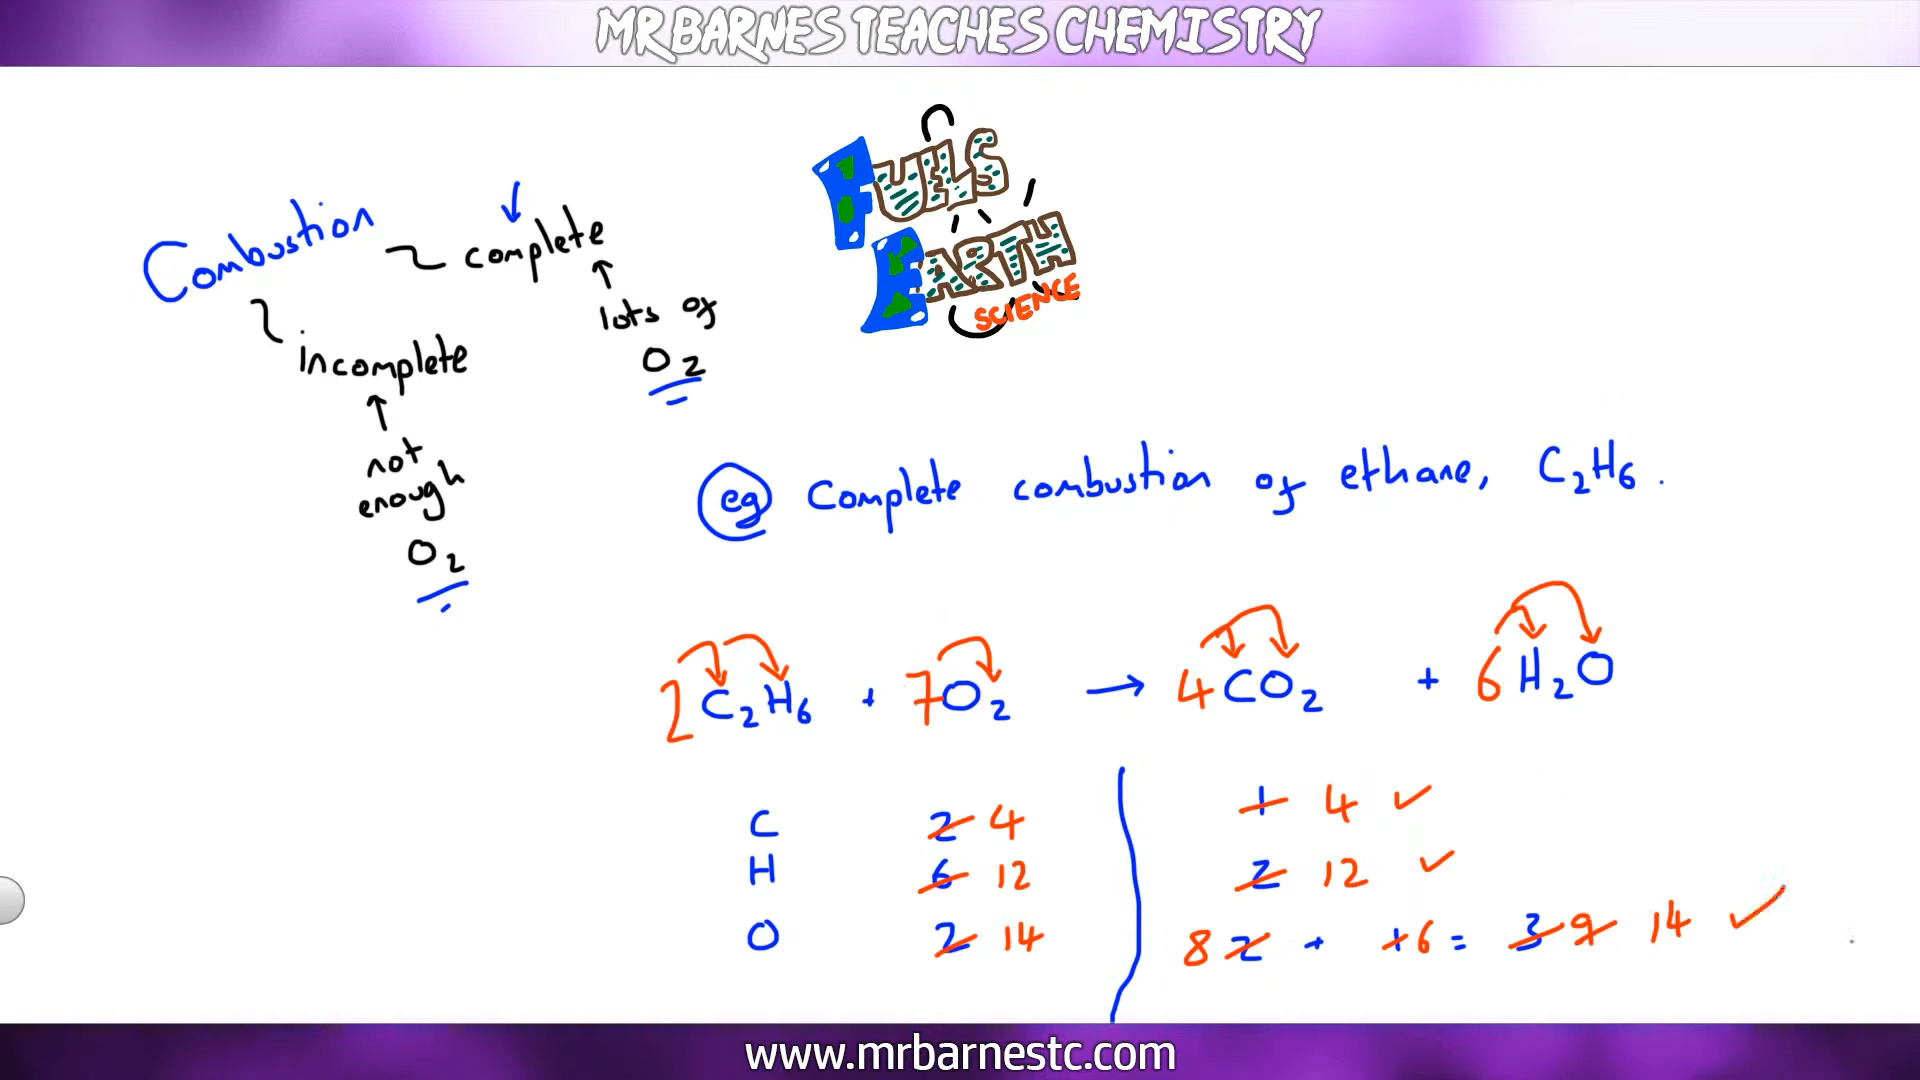 MR BARNES TEACHES CHEMISTRY
FUELS
EARTH
SCIENCE
Combustion
complete
lots of
O2
incomplete
not
enough
O2
eg Complete combustion of ethane, C2H6.
2C2H6 + 7O2 → 4CO2 + 6H2O
C 2 4 1 4 ✓
H 6 12 2 12 ✓
O 2 14 8 2 + 1 6 = 3 9 14 ✓
www.mrbarnestc.com